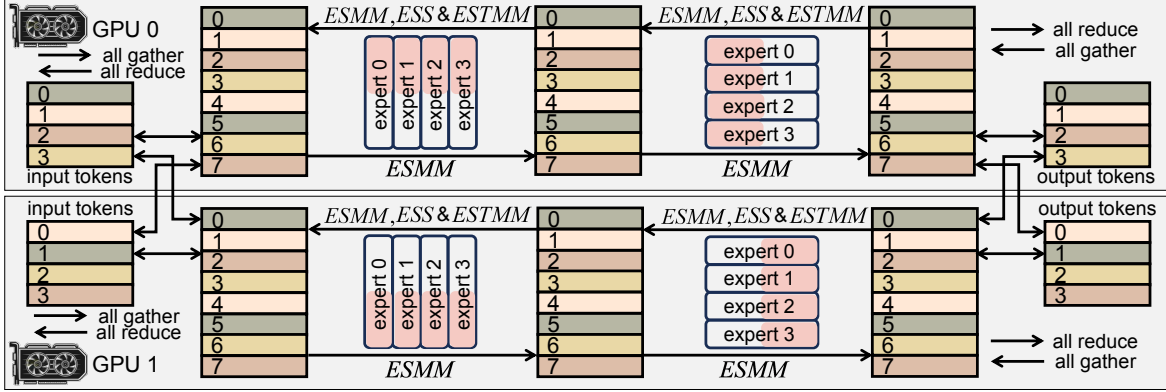 GPU 0
all gather
all reduce
0
1
2
3
input tokens
0
1
2
3
4
5
6
7
ESMM, ESS & ESTMM
expert 0
expert 1
expert 2
expert 3
ESMM
0
1
2
3
4
5
6
7
ESMM, ESS & ESTMM
expert 0
expert 1
expert 2
expert 3
ESMM
0
1
2
3
4
5
6
7
all reduce
all gather
0
1
2
3
output tokens
input tokens
0
1
2
3
all gather
all reduce
GPU 1
0
1
2
3
4
5
6
7
ESMM, ESS & ESTMM
expert 0
expert 1
expert 2
expert 3
ESMM
0
1
2
3
4
5
6
7
ESMM, ESS & ESTMM
expert 0
expert 1
expert 2
expert 3
ESMM
0
1
2
3
4
5
6
7
output tokens
0
1
2
3
all reduce
all gather